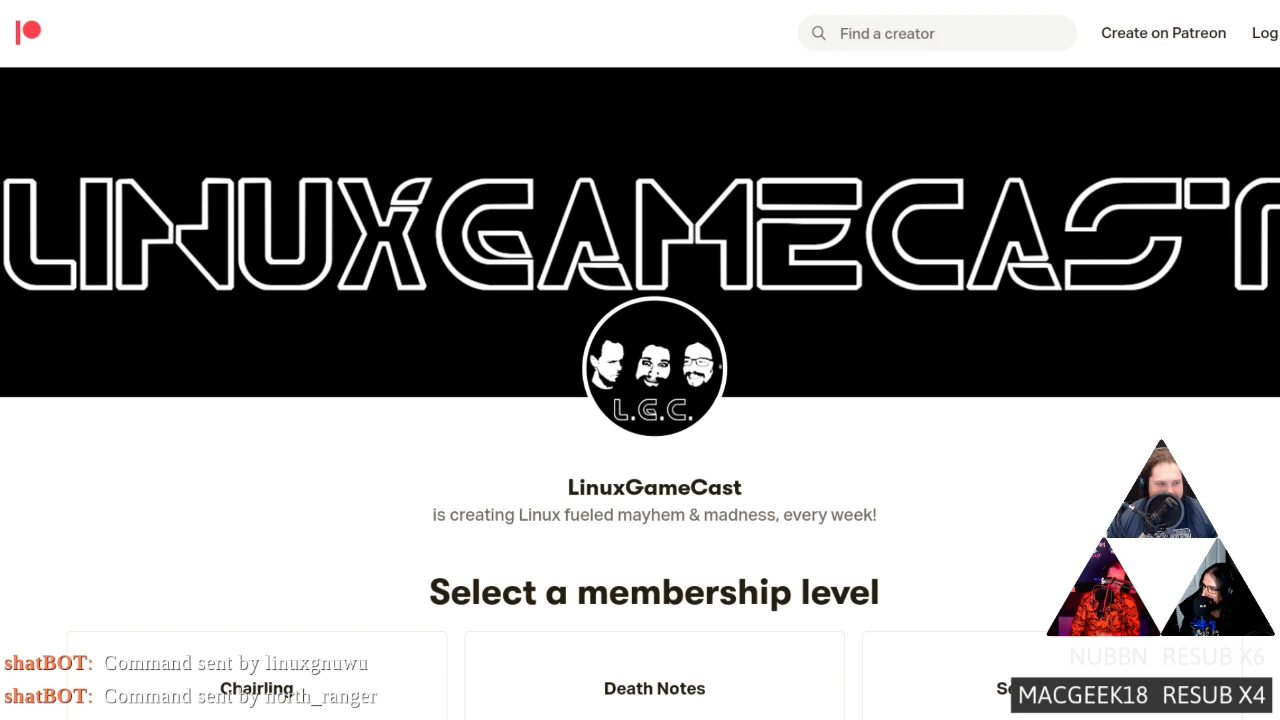 Find a creator
Create on Patreon
Log
LINUXGAMECAST
L.G.C.
LinuxGameCast
is creating Linux fueled mayhem & madness, every week!
Select a membership level
Chairling
Death Notes
shatBOT: Command sent by linuxgnuwu
shatBOT: Command sent by north_ranger
NUBBN RESUB X6
MACGEEK18 RESUB X4